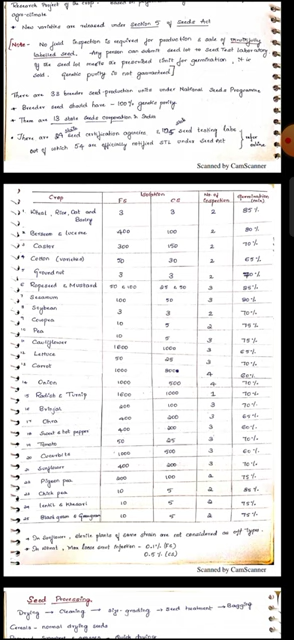 Research Project of the crop
agro-climate
• New varieties are released under Section 5 of Seeds Act
[Note - No field Inspection is required for production & sale of truthfully
labelled seed. Any person can submit seed lot to Seed Test laboratory
if the seed lot meets the prescribed limit for germination, it is
sold. Genetic purity is not guaranteed]
There are 33 breeder seed production units under National Seeds Programme
• Breeder seed should have - 100% genetic purity.
• There are 13 state seeds corporation in India
• There are state seed certification agencies & seed testing labs
out of which 54 are officially notified STL under seed act
refer
Scanned by CamScanner
Crop Isolation No of Inspection Germination (min)
FS CS
Wheat, Rice, Oat and Barley 3 3 2 85%
Berseem & lucerne 400 100 2 80%
Castor 300 150 2 70%
Cotton (varieties) 50 30 2 65%
Groundnut 3 3 2 70%
Rapeseed & Mustard 3 85%
Sesamum 100 50 3 80%
Soybean 3 3 2 70%
Cowpea 10 5 2 75%
Pea 10 5 3 75%
Cauliflower 1600 1000 3 65%
Lettuce 50 25 3 70%
Carrot 1000 4 60%
Onion 1000 500 4 70%
Radish & Turnip 1600 1000 1 70%
Brinjal 200 100 3 70%
Okra 400 200 3 65%
Sweet & hot pepper 400 200 3 60%
Tomato 50 25 3 70%
Cucurbits 1000 500 3 60%
Sunflower 400 200 3 70%
Pigeon pea 200 100 2 75%
Chick pea 10 5 2 85%
Lentil & Khesari 10 5 2 75%
Black gram & Greengram 10 5 2 75%
• In Sunflower, sterile plants of same strain are not considered as off types.
• In wheat, Max loose smut infection - 0.1% (FS)
0.5% (CS)
Scanned by CamScanner
Seed Processing.
Drying → Cleaning → Size-grading → Seed treatment → Bagging
Cereals - normal drying seeds